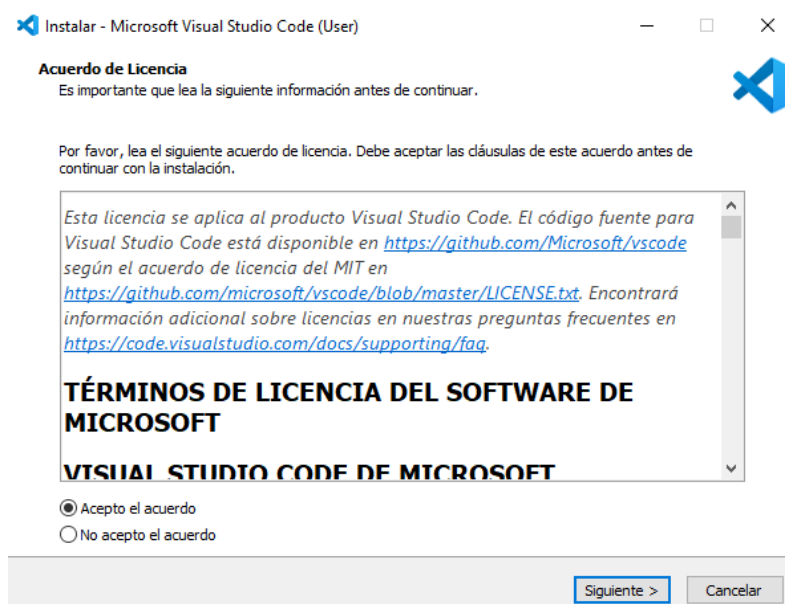 Instalar - Microsoft Visual Studio Code (User)
Acuerdo de Licencia
Es importante que lea la siguiente información antes de continuar.
Por favor, lea el siguiente acuerdo de licencia. Debe aceptar las cláusulas de este acuerdo antes de
continuar con la instalación.
Esta licencia se aplica al producto Visual Studio Code. El código fuente para
Visual Studio Code está disponible en https://github.com/Microsoft/vscode
según el acuerdo de licencia del MIT en
https://github.com/microsoft/vscode/blob/master/LICENSE.txt. Encontrará
información adicional sobre licencias en nuestras preguntas frecuentes en
https://code.visualstudio.com/docs/supporting/faq.
TÉRMINOS DE LICENCIA DEL SOFTWARE DE
MICROSOFT
VISUAL STUDIO CODE DE MICROSOFT
Acepto el acuerdo
No acepto el acuerdo
Siguiente >
Cancelar